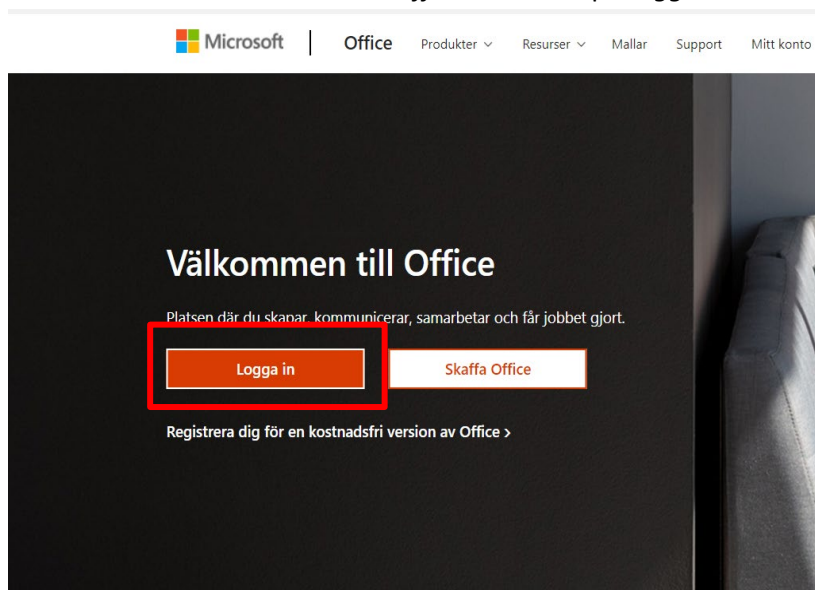 Microsoft Office Produkter Resurser Mallar Support Mitt konto
Välkommen till Office
Platsen där du skapar, kommunicerar, samarbetar och får jobbet gjort.
Logga in Skaffa Office
Registrera dig för en kostnadsfri version av Office >